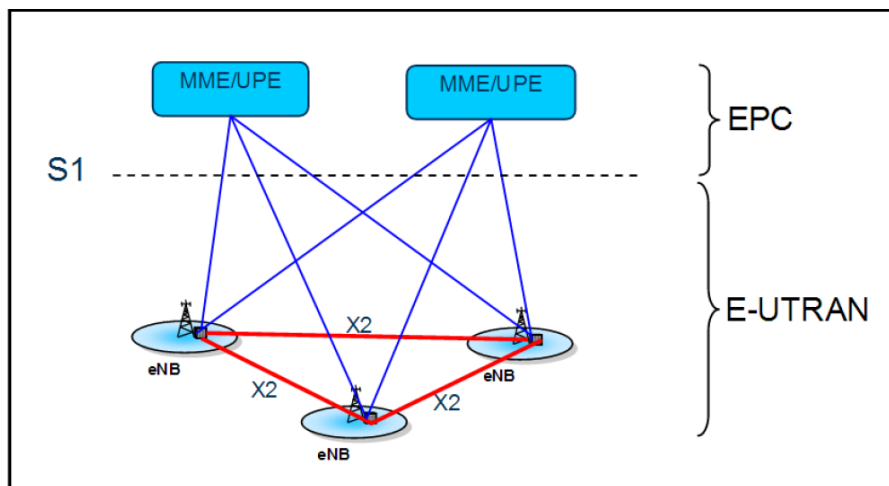 MME/UPE
MME/UPE
EPC
S1
E-UTRAN
X2
eNB
eNB
X2
X2
eNB